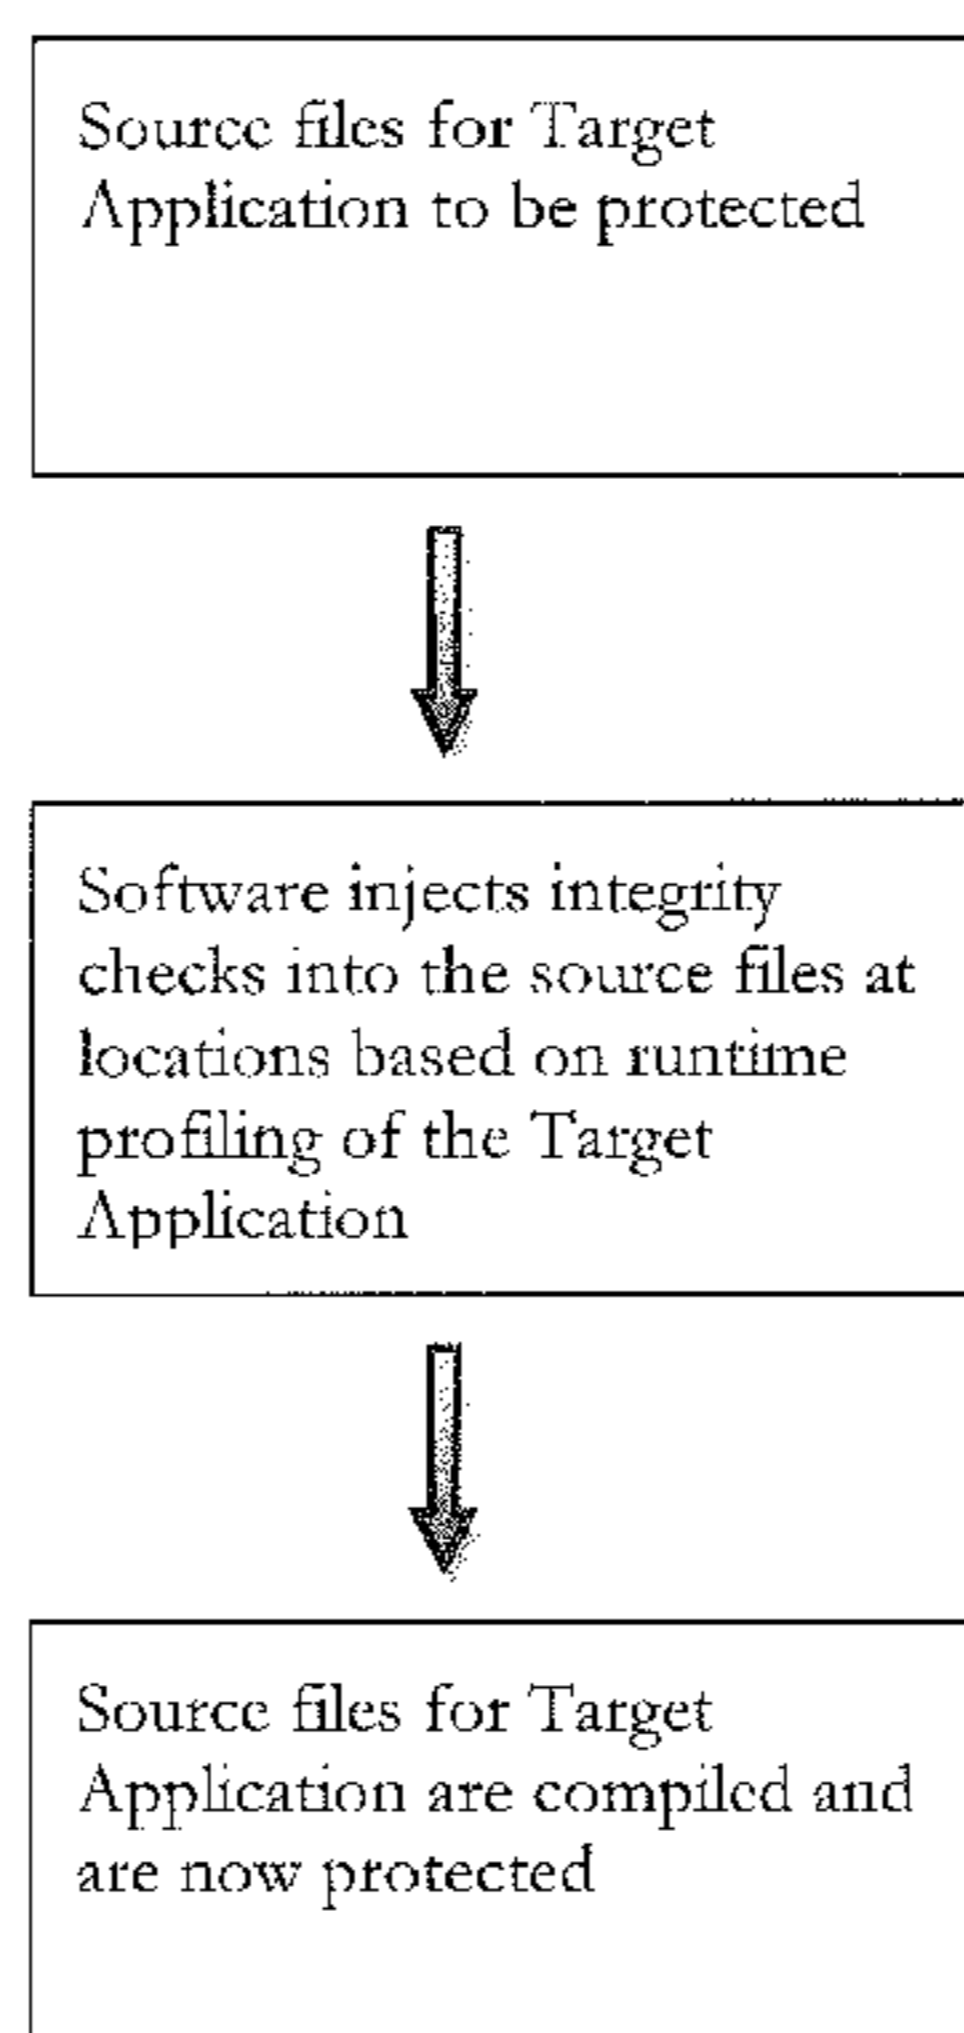 Source files for Target
Application to be protected
Software injects integrity
checks into the source files at
locations based on runtime
profiling of the Target
Application
Source files for Target
Application are compiled and
are now protected